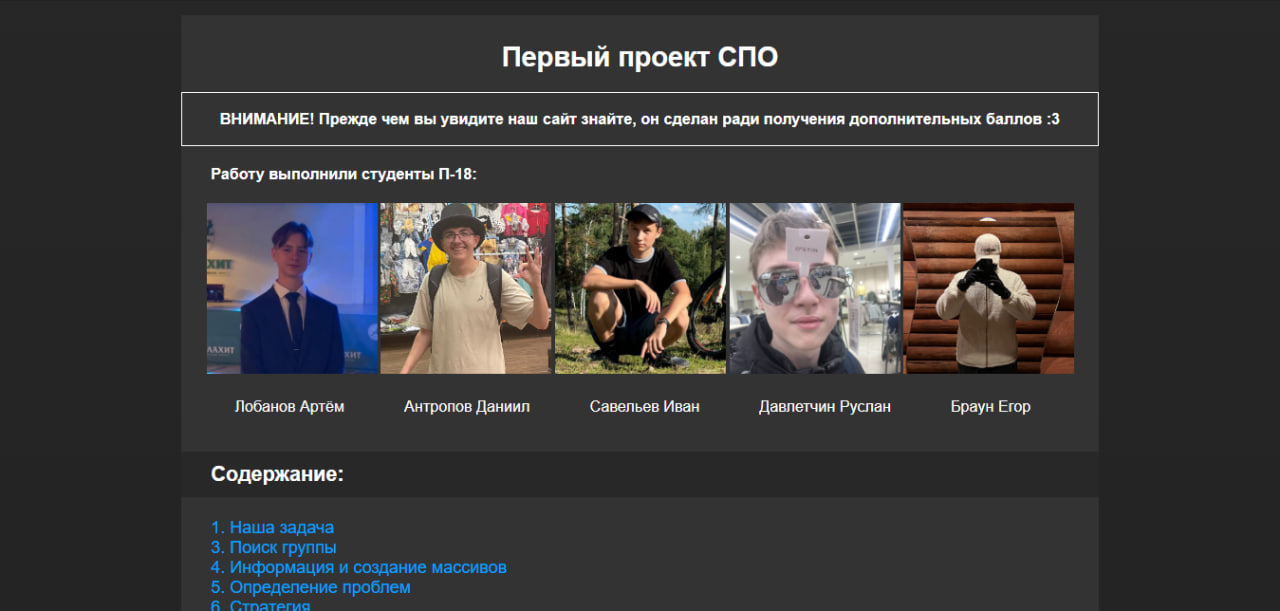 Первый проект СПО
ВНИМАНИЕ! Прежде чем вы увидите наш сайт знайте, он сделан ради получения дополнительных баллов :3
Работу выполнили студенты П-18:
Лобанов Артём
Антропов Даниил
Савельев Иван
Давлетчин Руслан
Браун Егор
Содержание:
1. Наша задача
3. Поиск группы
4. Информация и создание массивов
5. Определение проблем
6. Стратегия